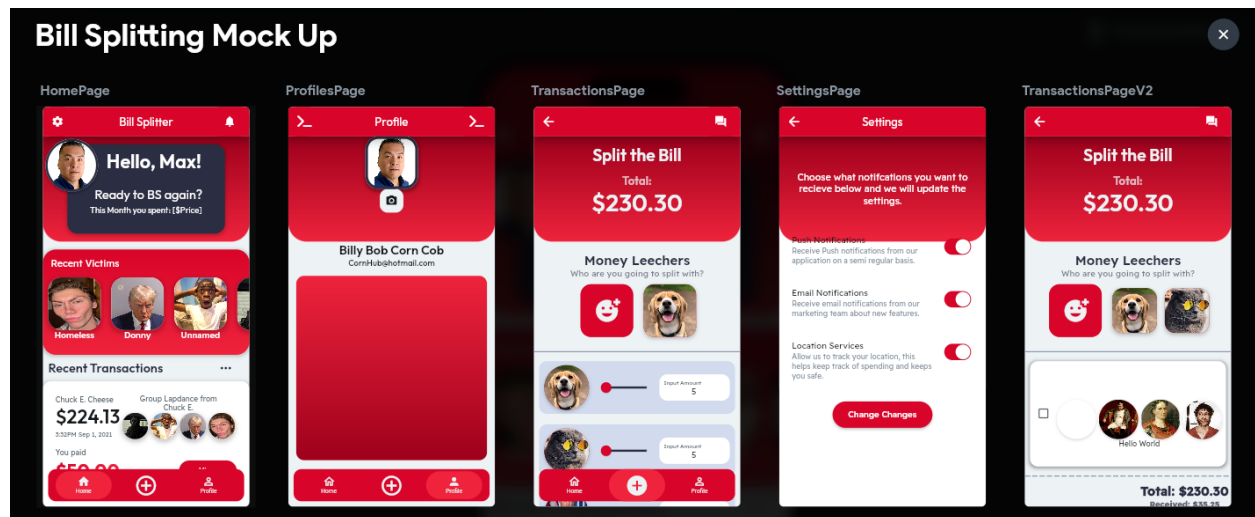 Bill Splitting Mock Up
HomePage
Bill Splitter
Hello, Max!
Ready to BS again?
This Month you spent: [$Price]
Recent Victims
Homeless
Donny
Unnamed
Recent Transactions
Chuck E. Cheese
Group Lapdance from
Chuck E.
$224.13
3:32PM Sep 1, 2021
You paid
$50.00
Home
Profile
ProfilesPage
Profile
Billy Bob Corn Cob
CornHub@hotmail.com
Home
Profile
TransactionsPage
Split the Bill
Total:
$230.30
Money Leechers
Who are you going to split with?
Input Amount
5
Input Amount
5
Home
Profile
SettingsPage
Settings
Choose what notifcations you want to
recieve below and we will update the
settings.
Push Notifications
Receive Push notifications from our
application on a semi regular basis.
Email Notifications
Receive email notifications from our
marketing team about new features.
Location Services
Allow us to track your location, this
helps keep track of spending and keeps
you safe.
Change Changes
TransactionsPageV2
Split the Bill
Total:
$230.30
Money Leechers
Who are you going to split with?
Hello World
Total: $230.30
Received: $35.25